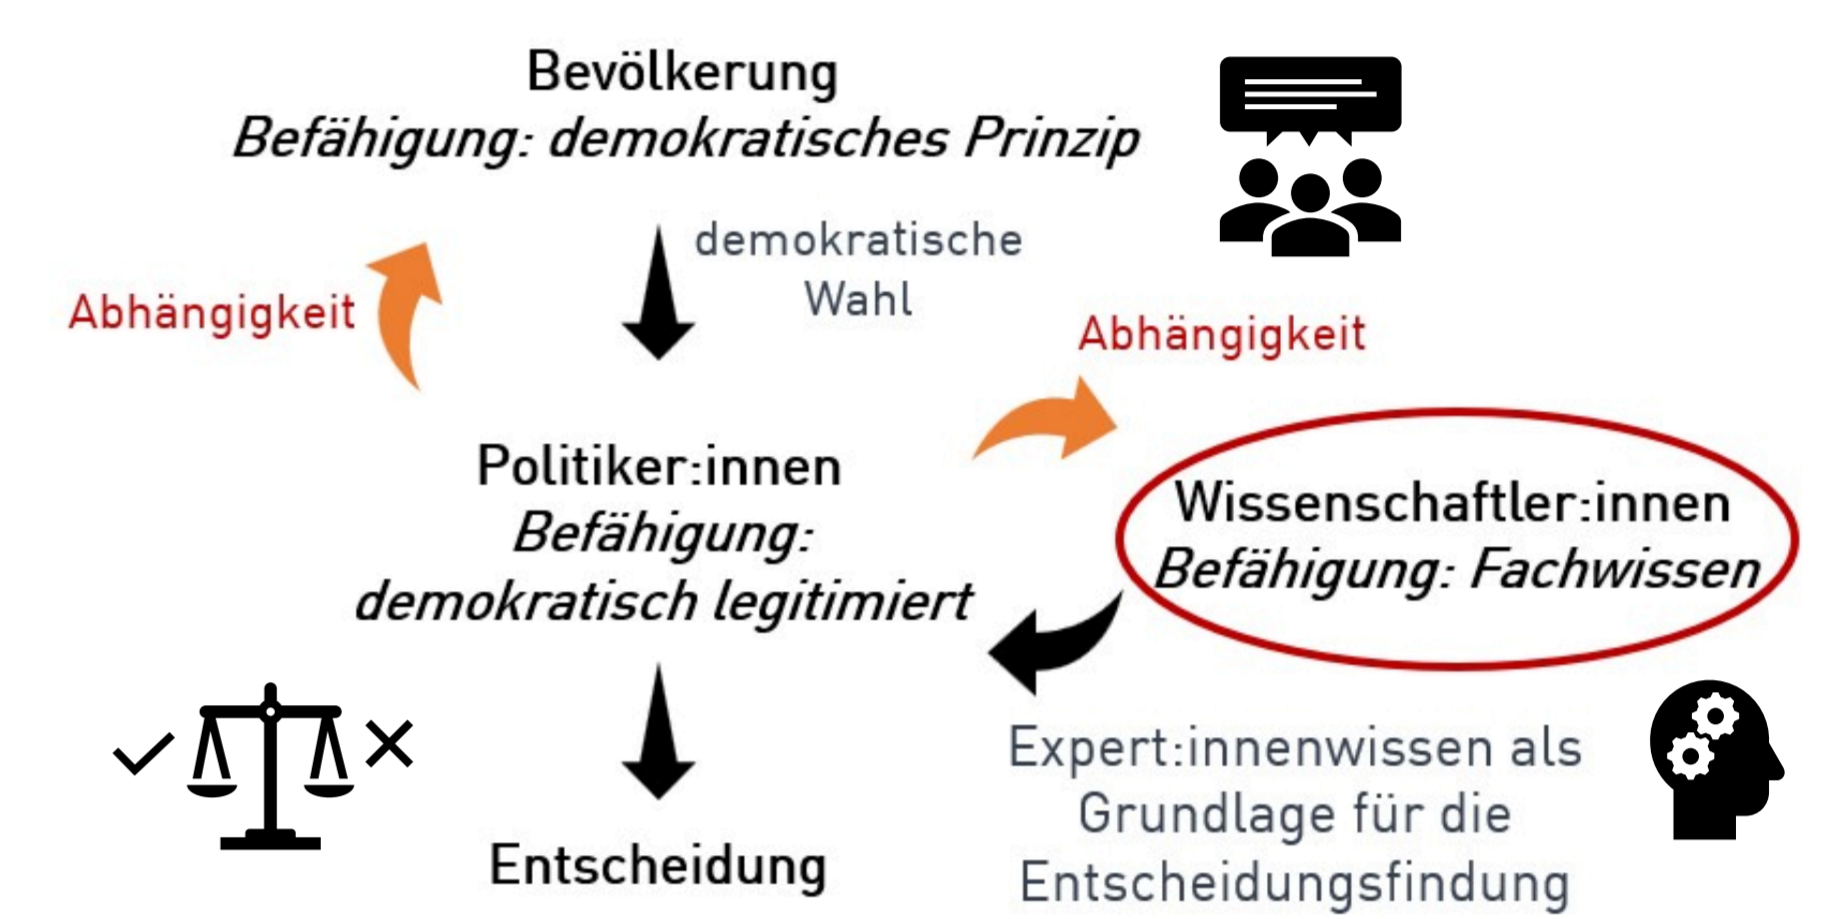 Bevölkerung
Befähigung: demokratisches Prinzip
demokratische
Wahl
Abhängigkeit
Abhängigkeit
Politiker:innen
Befähigung:
demokratisch legitimiert
Wissenschaftler:innen
Befähigung: Fachwissen
Expert:innenwissen als
Grundlage für die
Entscheidungsfindung
Entscheidung